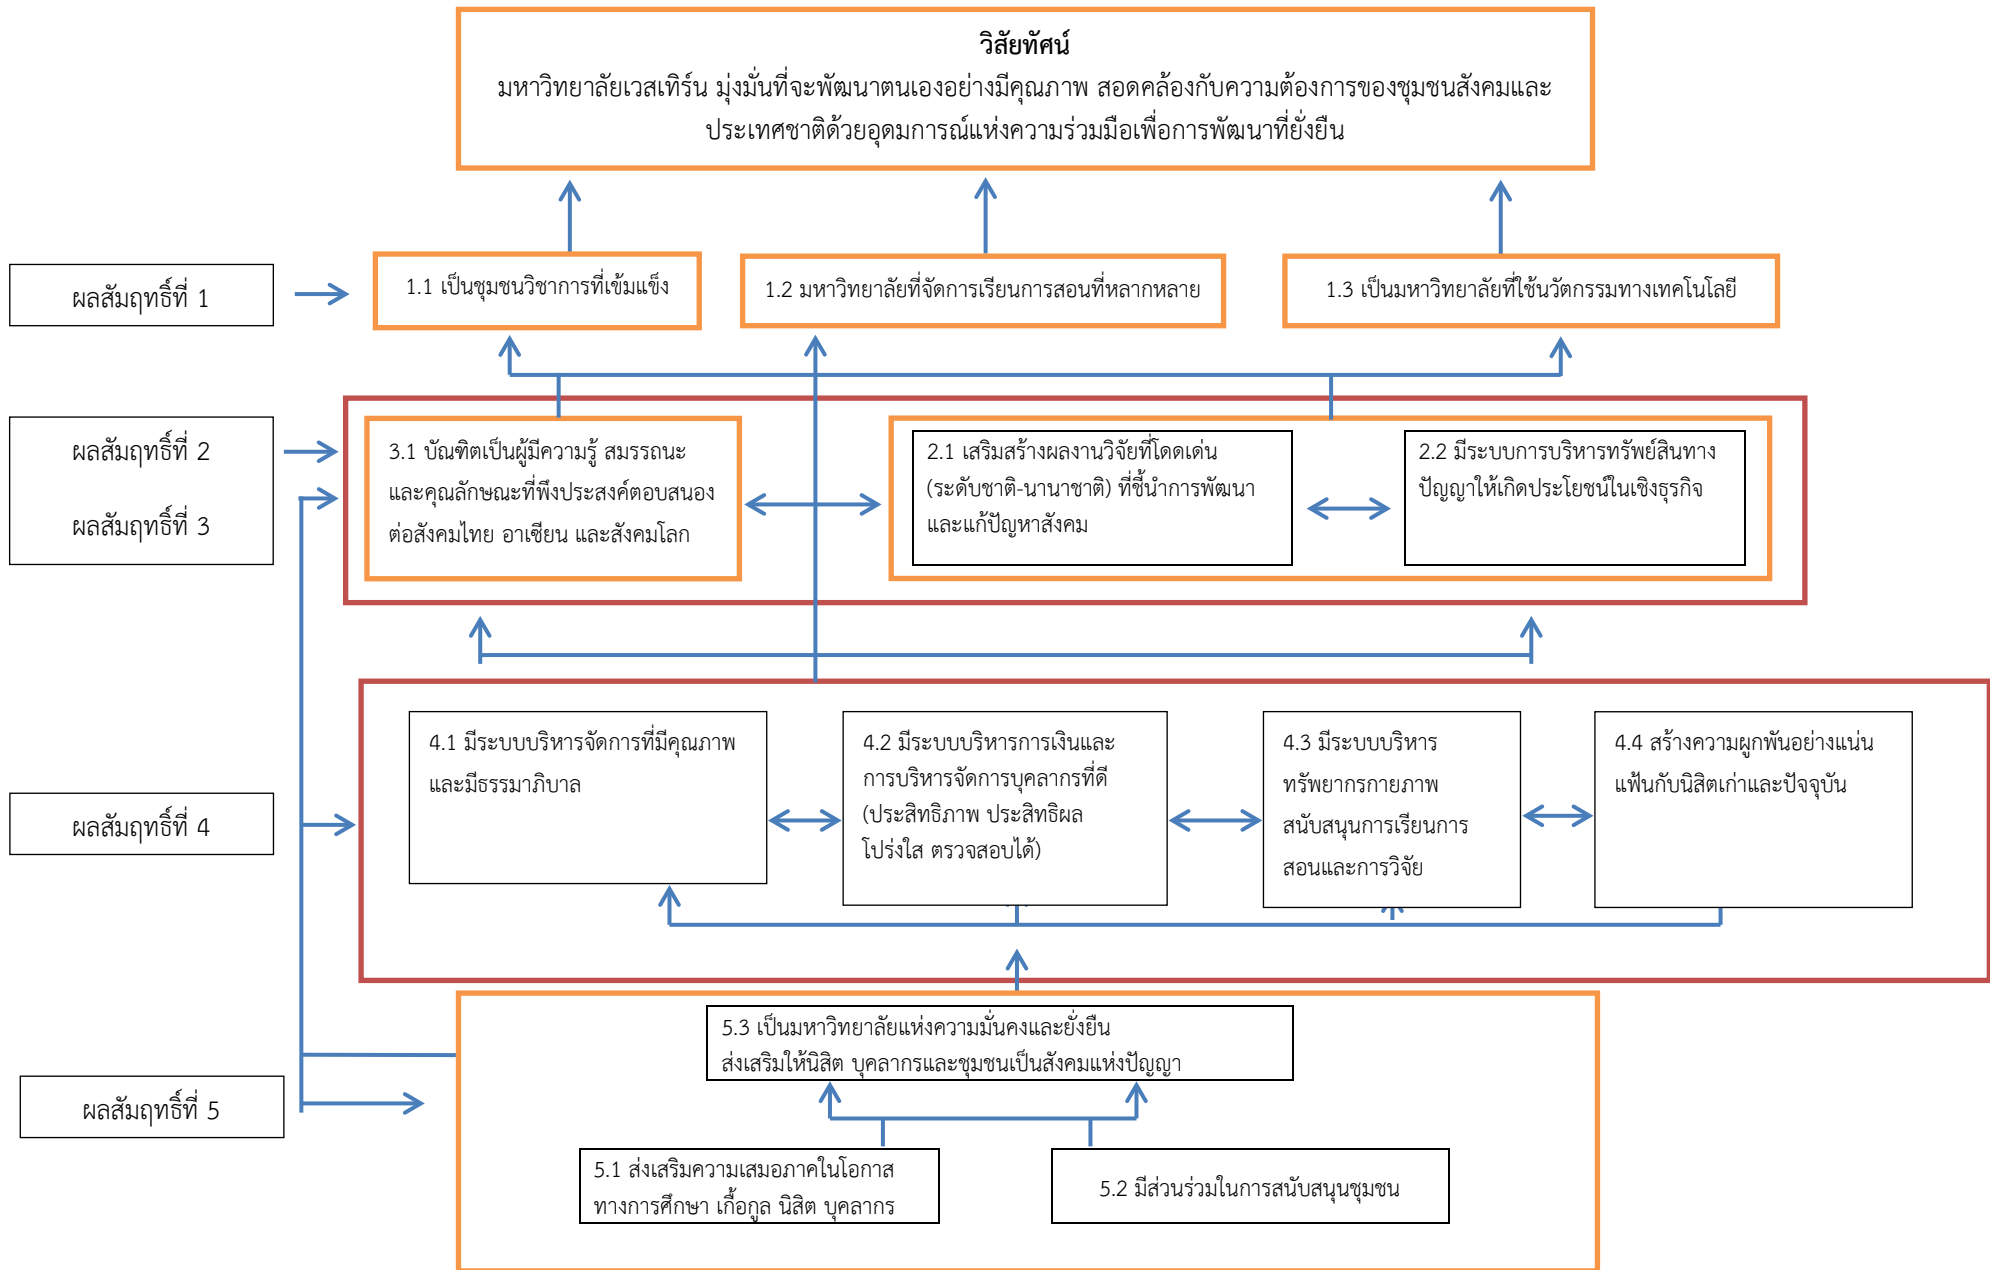 วิสัยทัศน์
มหาวิทยาลัยเวสเทิร์น มุ่งมั่นที่จะพัฒนาตนเองอย่างมีคุณภาพ สอดคล้องกับความต้องการของชุมชนสังคมและ
ประเทศชาติด้วยอุดมการณ์แห่งความร่วมมือเพื่อการพัฒนาที่ยั่งยืน
ผลสัมฤทธิ์ที่ 1
1.1 เป็นชุมชนวิชาการที่เข้มแข็ง
1.2 มหาวิทยาลัยที่จัดการเรียนการสอนที่หลากหลาย
1.3 เป็นมหาวิทยาลัยที่ใช้นวัตกรรมทางเทคโนโลยี
ผลสัมฤทธิ์ที่ 2
ผลสัมฤทธิ์ที่ 3
3.1 บัณฑิตเป็นผู้มีความรู้ สมรรถนะ
และคุณลักษณะที่พึงประสงค์ตอบสนอง
ต่อสังคมไทย อาเซียน และสังคมโลก
2.1 เสริมสร้างผลงานวิจัยที่โดดเด่น
(ระดับชาติ-นานาชาติ) ที่ชี้นำการพัฒนา
และแก้ปัญหาสังคม
2.2 มีระบบการบริหารทรัพย์สินทาง
ปัญญาให้เกิดประโยชน์ในเชิงธุรกิจ
ผลสัมฤทธิ์ที่ 4
4.1 มีระบบบริหารจัดการที่มีคุณภาพ
และมีธรรมาภิบาล
4.2 มีระบบบริหารการเงินและ
การบริหารจัดการบุคลากรที่ดี
(ประสิทธิภาพ ประสิทธิผล
โปร่งใส ตรวจสอบได้)
4.3 มีระบบบริหาร
ทรัพยากรกายภาพ
สนับสนุนการเรียนการ
สอนและการวิจัย
4.4 สร้างความผูกพันอย่างแน่น
แฟ้นกับนิสิตเก่าและปัจจุบัน
ผลสัมฤทธิ์ที่ 5
5.3 เป็นมหาวิทยาลัยแห่งความมั่นคงและยั่งยืน
ส่งเสริมให้นิสิต บุคลากรและชุมชนเป็นสังคมแห่งปัญญา
5.1 ส่งเสริมความเสมอภาคในโอกาส
ทางการศึกษา เกื้อกูล นิสิต บุคลากร
5.2 มีส่วนร่วมในการสนับสนุนชุมชน